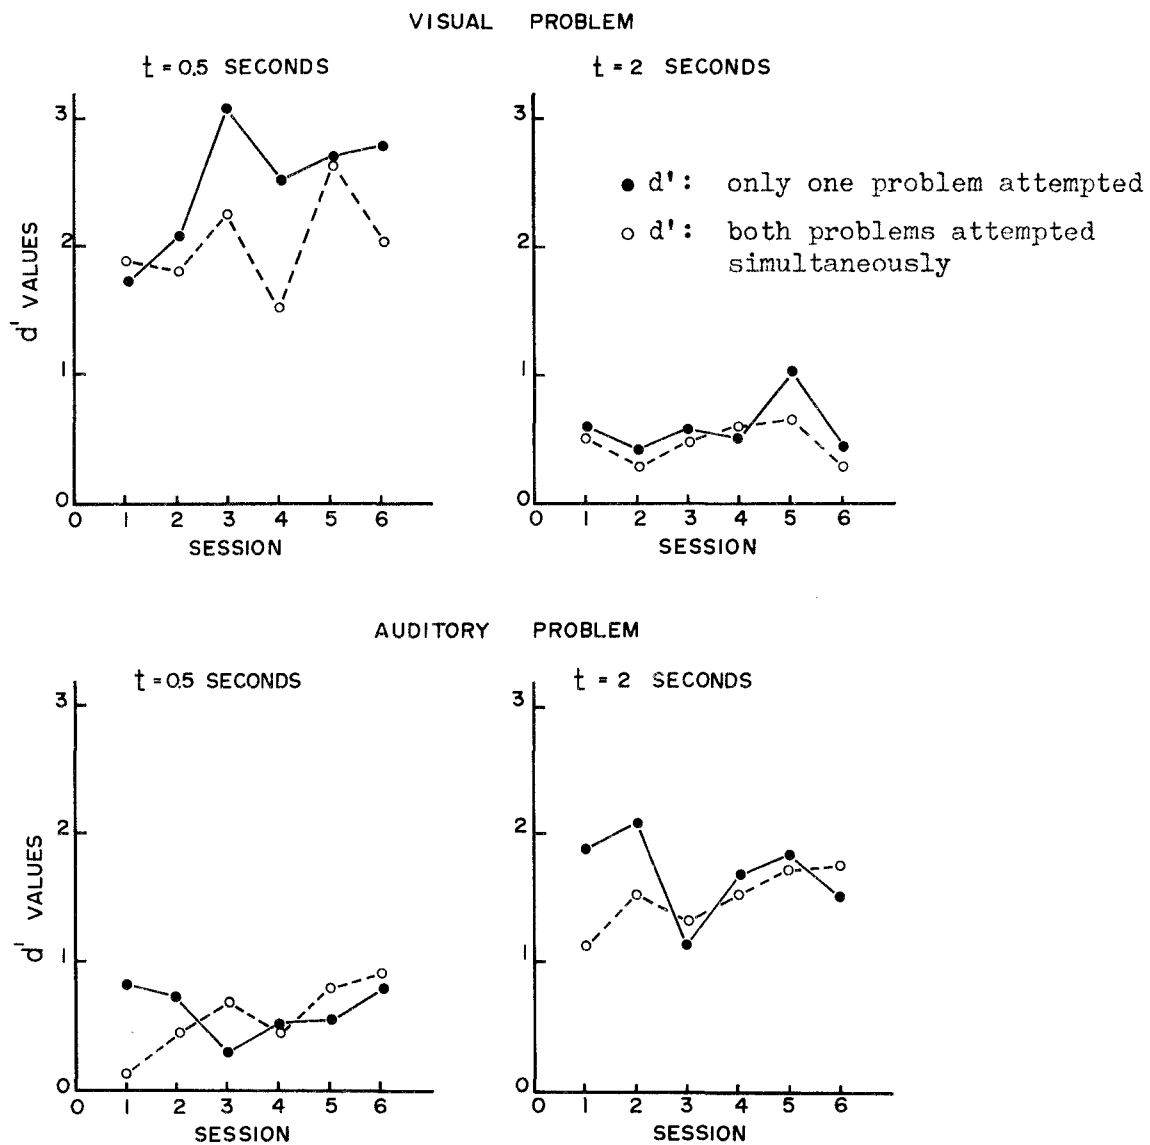 VISUAL PROBLEM
t = 0.5 SECONDS
3
2
1
0
d' VALUES
0 1 2 3 4 5 6
SESSION
t = 2 SECONDS
3
2
1
0
● d': only one problem attempted
○ d': both problems attempted
simultaneously
0 1 2 3 4 5 6
SESSION
AUDITORY PROBLEM
t = 0.5 SECONDS
3
2
1
0
d' VALUES
0 1 2 3 4 5 6
SESSION
t = 2 SECONDS
3
2
1
0
0 1 2 3 4 5 6
SESSION